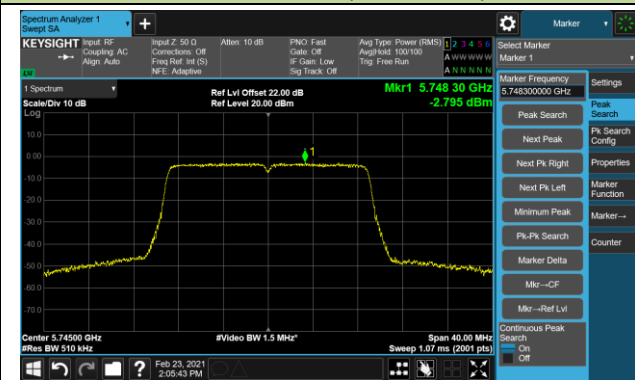 Spectrum Analyzer 1
Swept SA
+
Marker
KEYSIGHT
Input: RF
Coupling: AC
Align: Auto
Input Z: 50 Ω
Corrections: Off
Freq Ref: Int (S)
NFE: Adaptive
Atten: 10 dB
PNO: Fast
Gate: Off
IF Gain: Low
Sig Track: Off
Avg Type: Power (RMS)
Avg|Hold: 100/100
Trig: Free Run
1 2 3 4 5 6
A W W W W W
A N N N N N
Select Marker
Marker 1
LXI
1 Spectrum
Scale/Div 10 dB
Log
Ref Lvl Offset 22.00 dB
Ref Level 20.00 dBm
Mkr1 5.748 30 GHz
-2.795 dBm
10.0
0.00
-10.0
-20.0
-30.0
-40.0
-50.0
-60.0
-70.0
1
Center 5.74500 GHz
#Res BW 510 kHz
#Video BW 1.5 MHz*
Span 40.00 MHz
Sweep 1.07 ms (2001 pts)
Marker Frequency
5.748300000 GHz
Peak Search
Next Peak
Next Pk Right
Next Pk Left
Minimum Peak
Pk-Pk Search
Marker Delta
Mkr→CF
Mkr→Ref Lvl
Continuous Peak
Search
On
Off
Settings
Peak
Search
Pk Search
Config
Properties
Marker
Function
Marker→
Counter
?
Feb 23, 2021
2:05:43 PM